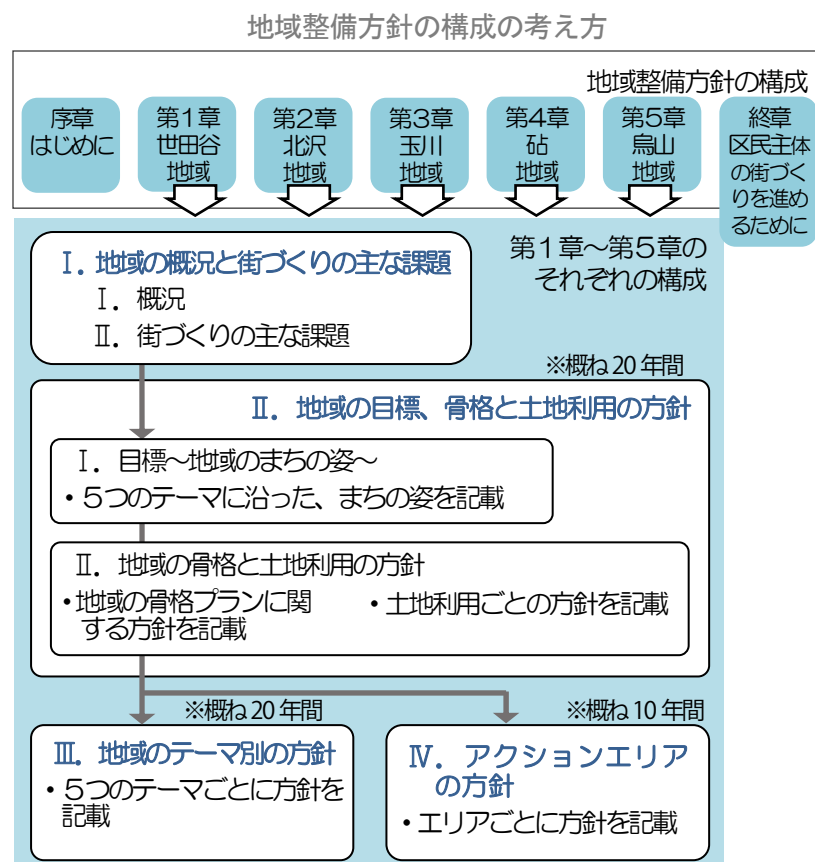 地域整備方針の構成の考え方
地域整備方針の構成
序章
はじめに
第1章
世田谷
地域
第2章
北沢
地域
第3章
玉川
地域
第4章
砧
地域
第5章
烏山
地域
終章
区民主体
の街づく
りを進め
るために
第1章~第5章の
それぞれの構成
Ⅰ.地域の概況と街づくりの主な課題
Ⅰ.概況
Ⅱ.街づくりの主な課題
※概ね20年間
Ⅱ.地域の目標、骨格と土地利用の方針
Ⅰ.目標~地域のまちの姿~
・5つのテーマに沿った、まちの姿を記載
Ⅱ.地域の骨格と土地利用の方針
・地域の骨格プランに関
する方針を記載
・土地利用ごとの方針を記載
※概ね20年間
Ⅲ.地域のテーマ別の方針
・5つのテーマごとに方針を
記載
※概ね10年間
Ⅳ.アクションエリア
の方針
・エリアごとに方針を記載